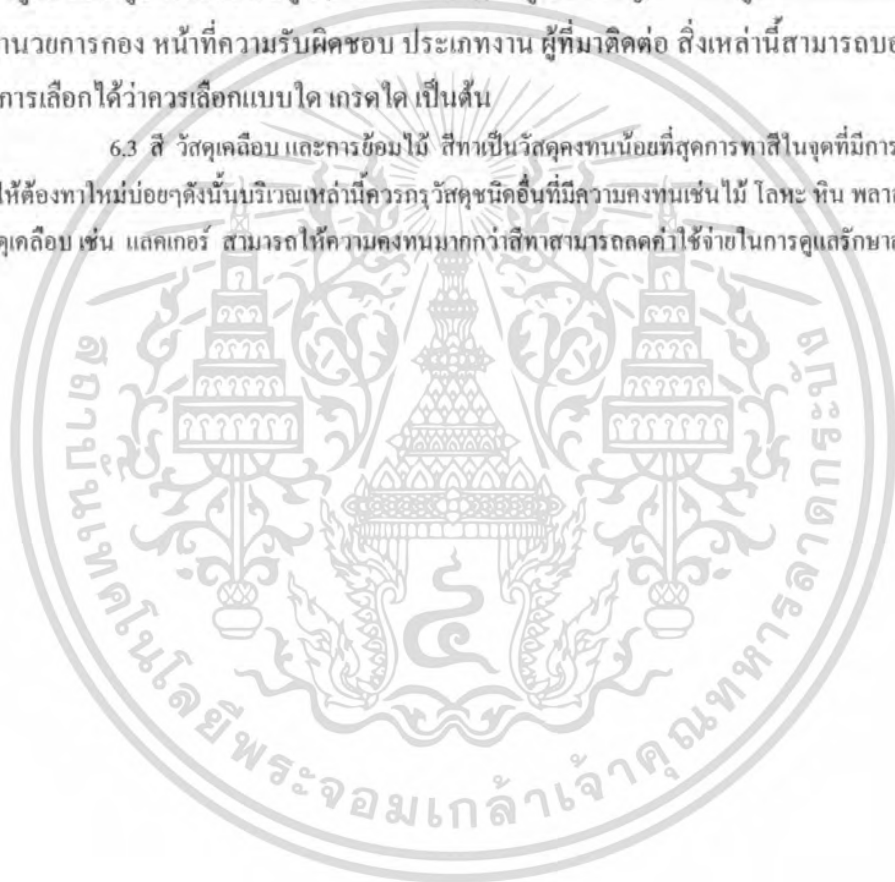 ำนวยการกอง หน้าที่ความรับผิดชอบ ประเภทงาน ผู้ที่มาติดต่อ สิ่งเหล่านี้สามารถบอ
การเลือกได้ว่าควรเลือกแบบใด เกรดใด เป็นต้น
6.3 สี วัสดุเคลือบ และการย้อมไม้ สีทาเป็นวัสดุคงทนน้อยที่สุดการทาสีในจุดที่มีการ
ให้ต้องทาใหม่บ่อยๆดังนั้นบริเวณเหล่านี้ควรกรุวัสดุชนิดอื่นที่มีความคงทนเช่นไม้ โลหะ หิน พลาส
ดุเคลือบ เช่น แลคเกอร์ สามารถให้ความคงทนมากกว่าสีทาสามารถลดค่าใช้จ่ายในการดูแลรักษาล
สถาบันเทคโนโลยีพระจอมเกล้าเจ้าคุณทหารลาดกระบัง